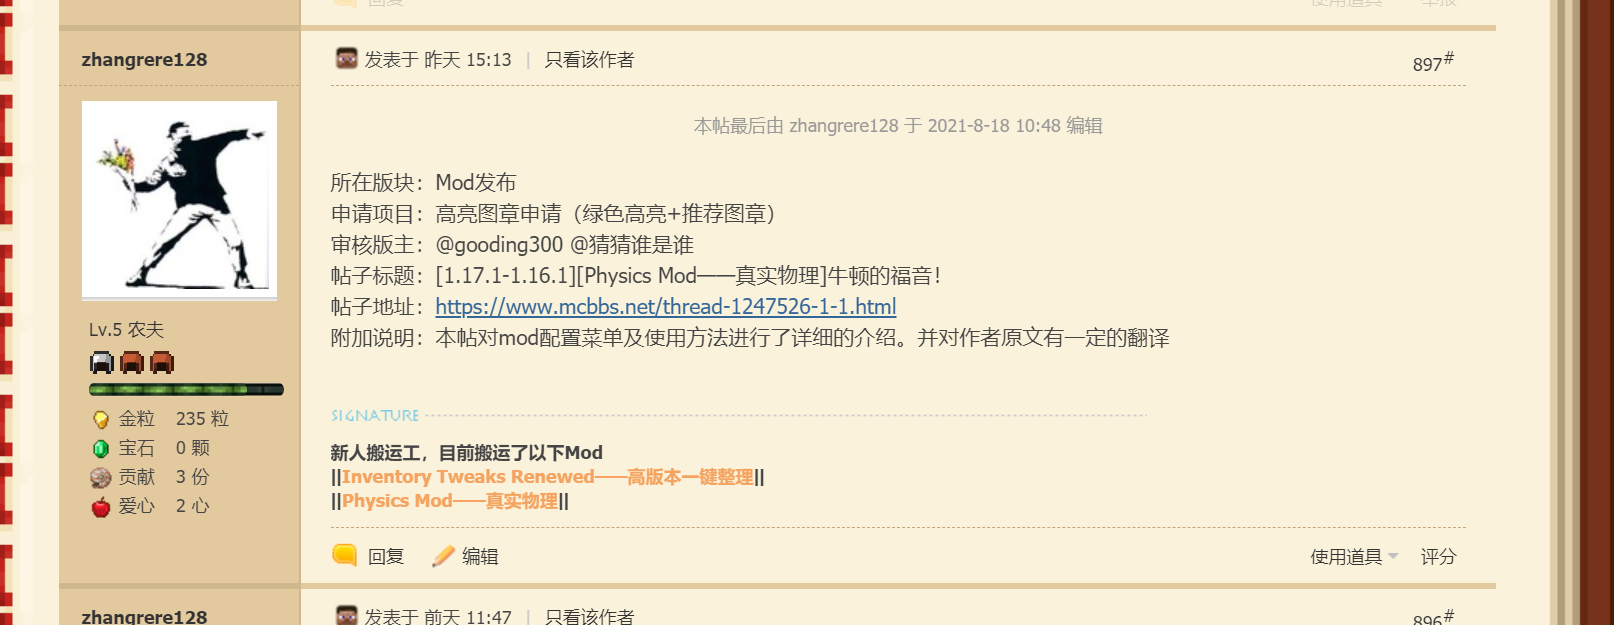 回复
使用道具 举报
zhangrere128
发表于 昨天 15:13 | 只看该作者
897#
本帖最后由 zhangrere128 于 2021-8-18 10:48 编辑
所在版块：Mod发布
申请项目：高亮图章申请（绿色高亮+推荐图章）
审核版主：@gooding300 @猜猜谁是谁
帖子标题：[1.17.1-1.16.1][Physics Mod——真实物理]牛顿的福音！
帖子地址：https://www.mcbbs.net/thread-1247526-1-1.html
附加说明：本帖对mod配置菜单及使用方法进行了详细的介绍。并对作者原文有一定的翻译
Lv.5 农夫
金粒 235 粒
宝石 0 颗
贡献 3 份
爱心 2 心
SIGNATURE
新人搬运工，目前搬运了以下Mod
||Inventory Tweaks Renewed——高版本一键整理||
||Physics Mod——真实物理||
回复 编辑
使用道具 评分
zhangrere128
发表于 前天 11:47 | 只看该作者
896#